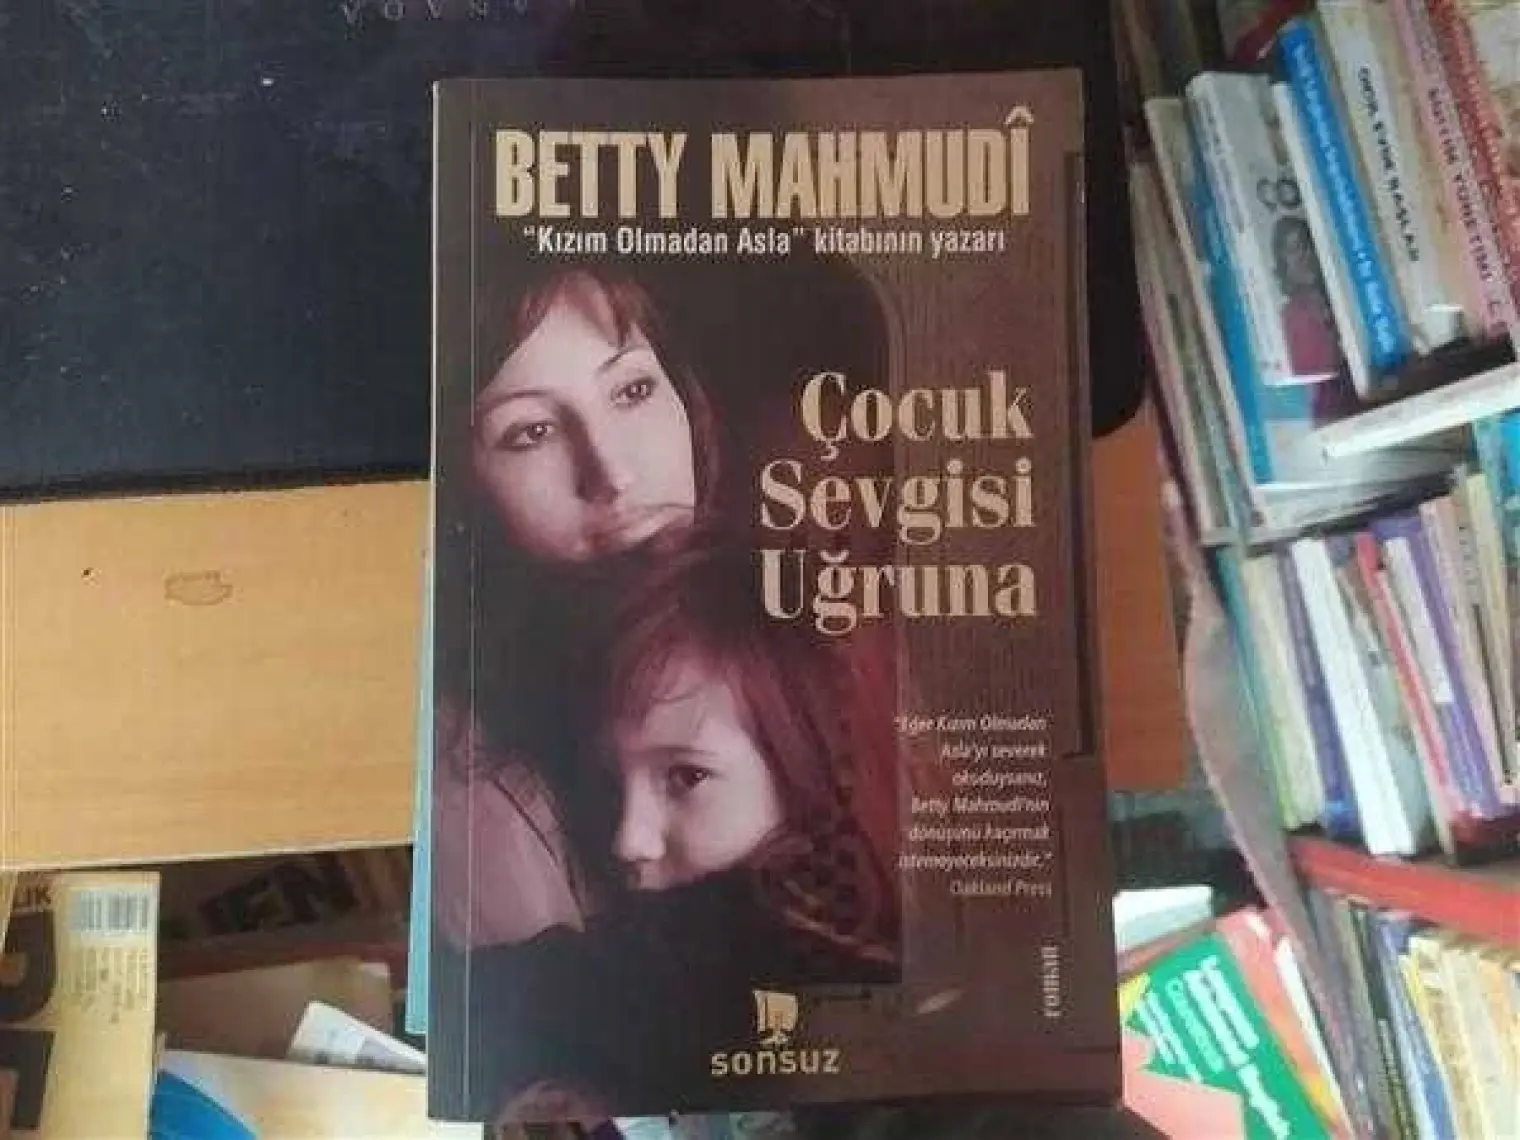 BETTY MAHMUDÎ
"Kızım Olmadan Asla" kitabının yazarı
Çocuk
Sevgisi
Uğruna
"Eğer Kızım Olmadan
Asla'yı severek
okuduysanız,
Betty Mahmudi'nin
dönüşünü kaçırmak
istemeyeceksinizdir."
Oakland Press
roman
sonsuz